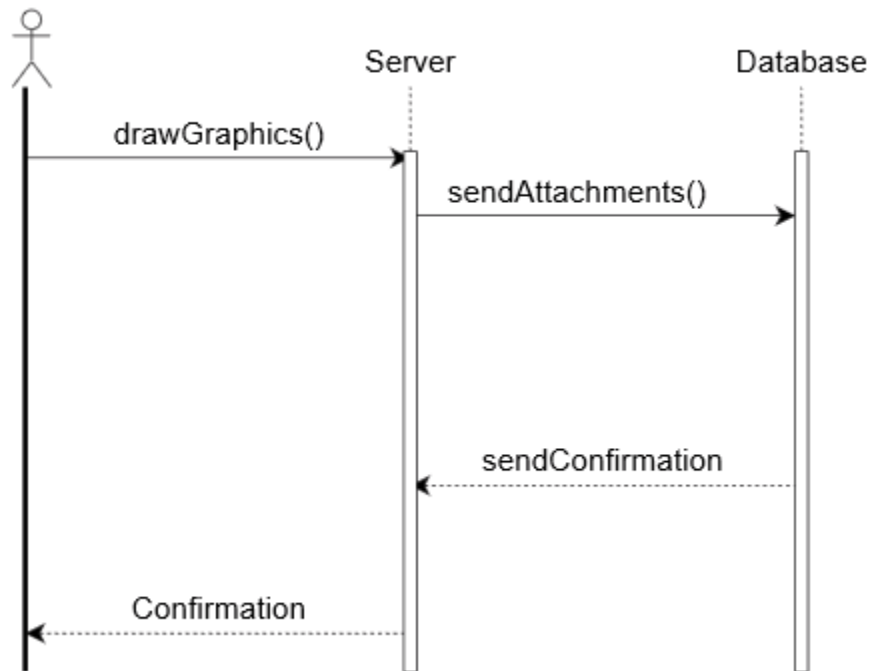 Server
Database
drawGraphics()
sendAttachments()
sendConfirmation
Confirmation